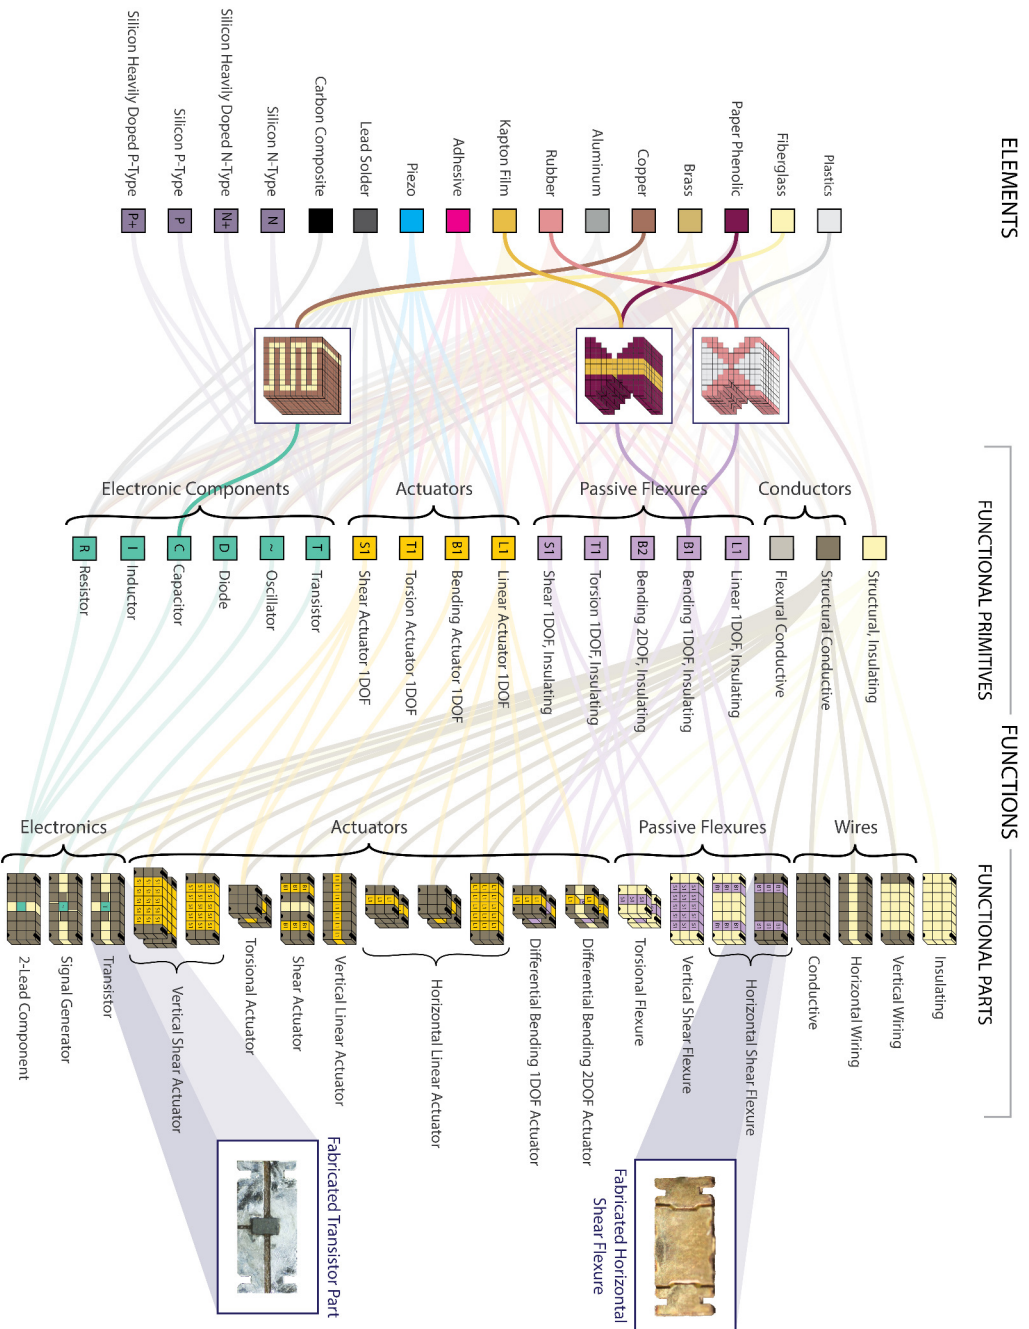 ELEMENTS
Plastics
Fiberglass
Paper Phenolic
Brass
Copper
Aluminum
Rubber
Kapton Film
Adhesive
Piezo
Lead Solder
Carbon Composite
N
Silicon N-Type
N+
Silicon Heavily Doped N-Type
P
Silicon P-Type
P+
Silicon Heavily Doped P-Type
FUNCTIONS
FUNCTIONAL PRIMITIVES
Structural, Insulating
Conductors
Structural Conductive
Flexural Conductive
Passive Flexures
L1
Linear 1DOF, Insulating
B1
Bending 1DOF, Insulating
B2
Bending 2DOF, Insulating
T1
Torsion 1DOF, Insulating
S1
Shear 1DOF, Insulating
Actuators
L1
Linear Actuator 1DOF
B1
Bending Actuator 1DOF
T1
Torsion Actuator 1DOF
S1
Shear Actuator 1DOF
Electronic Components
T
Transistor
~
Oscillator
D
Diode
C
Capacitor
I
Inductor
R
Resistor
FUNCTIONAL PARTS
Insulating
Wires
Vertical Wiring
Horizontal Wiring
Conductive
Passive Flexures
Horizontal Shear Flexure
Vertical Shear Flexure
Torsional Flexure
Actuators
Differential Bending 2DOF Actuator
Differential Bending 1DOF Actuator
Horizontal Linear Actuator
Vertical Linear Actuator
Shear Actuator
Torsional Actuator
Vertical Shear Actuator
Electronics
Transistor
Signal Generator
2-Lead Component
Fabricated Horizontal
Shear Flexure
Fabricated Transistor Part